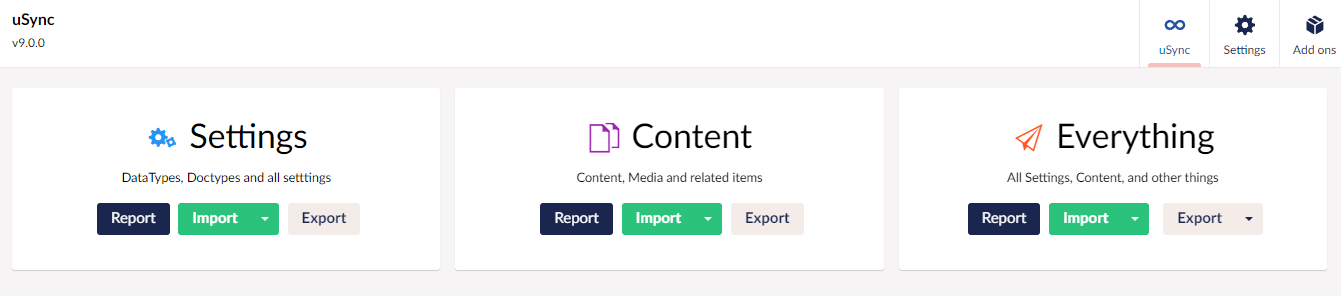 uSync
v9.0.0
uSync
Settings
Add ons
Settings
DataTypes, Doctypes and all setttings
Report
Import
Export
Content
Content, Media and related items
Report
Import
Export
Everything
All Settings, Content, and other things
Report
Import
Export